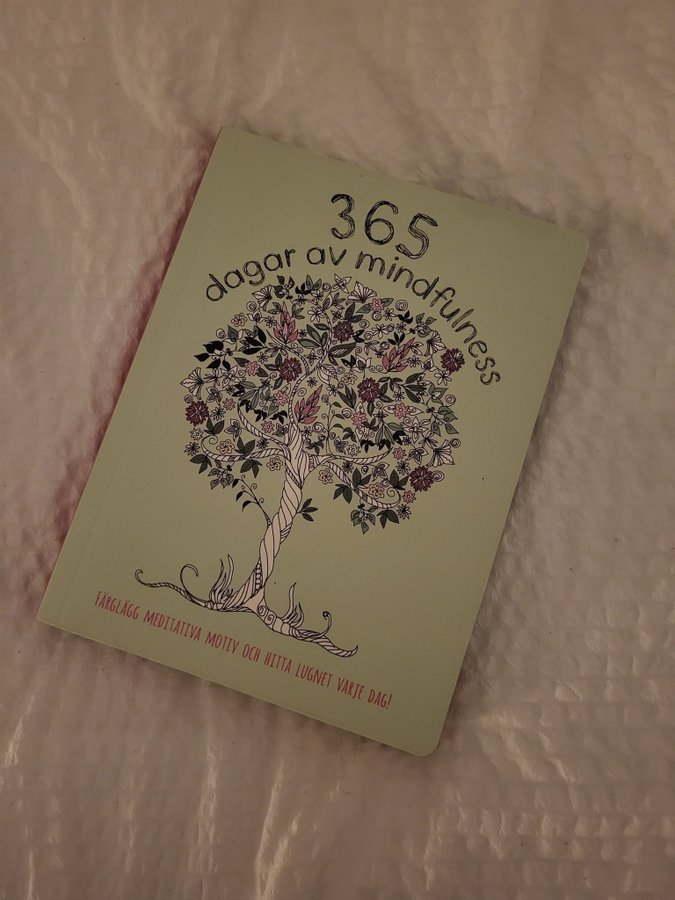 365
dagar av mindfulness
FÄRGLÄGG MEDITATIVA MOTIV OCH HITTA LUGNET VARJE DAG!